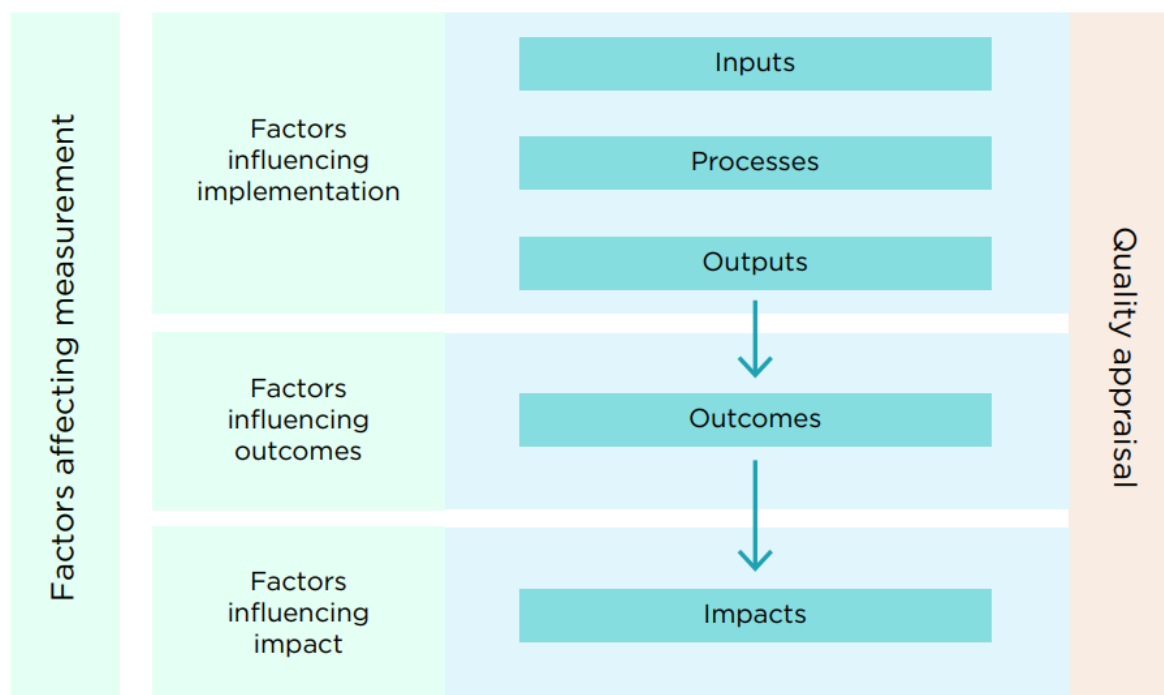 Factors affecting measurement
Factors
influencing
implementation
Inputs
Processes
Outputs
Factors
influencing
outcomes
Outcomes
Factors
influencing
impact
Impacts
Quality appraisal